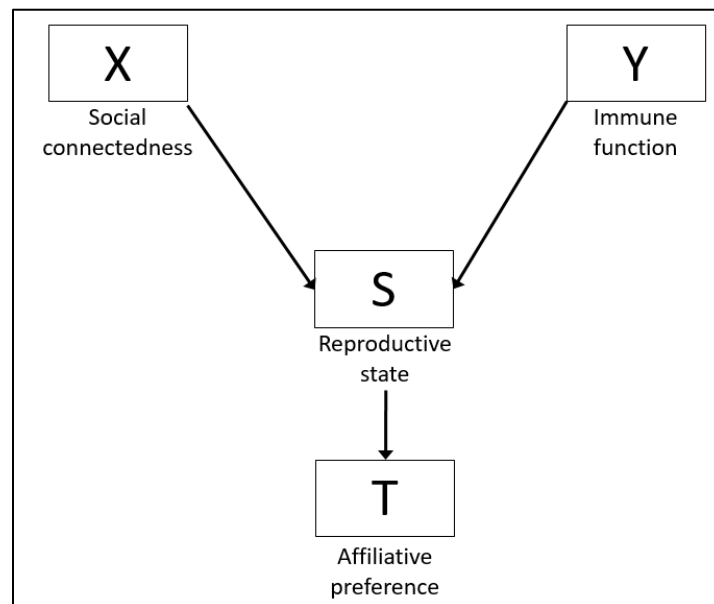 X
Social
connectedness
Y
Immune
function
S
Reproductive
state
T
Affiliative
preference